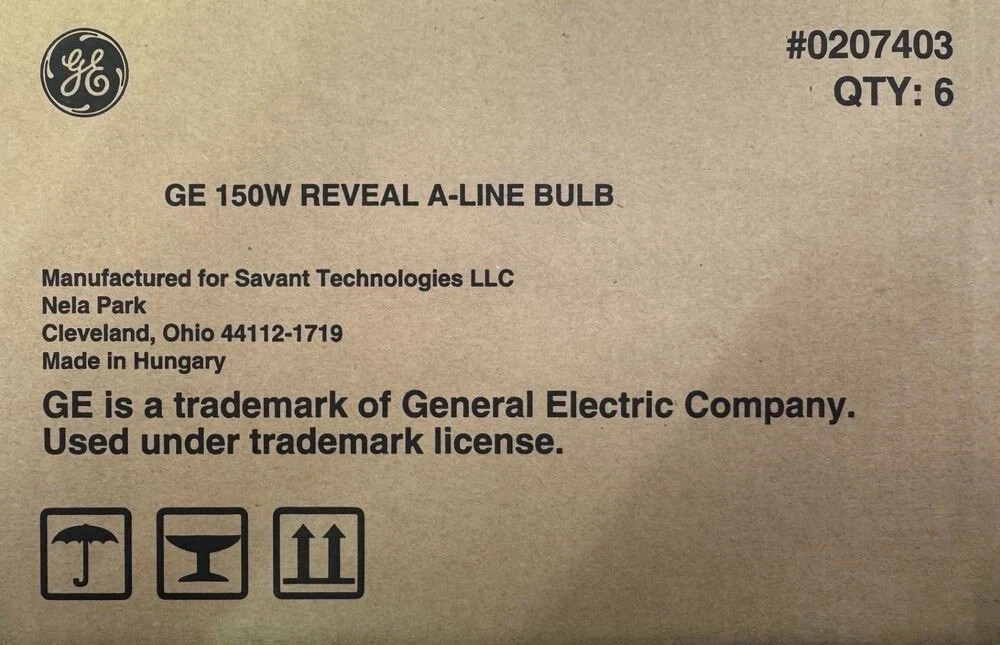 GE
#0207403
QTY: 6
GE 150W REVEAL A-LINE BULB
Manufactured for Savant Technologies LLC
Nela Park
Cleveland, Ohio 44112-1719
Made in Hungary
GE is a trademark of General Electric Company.
Used under trademark license.